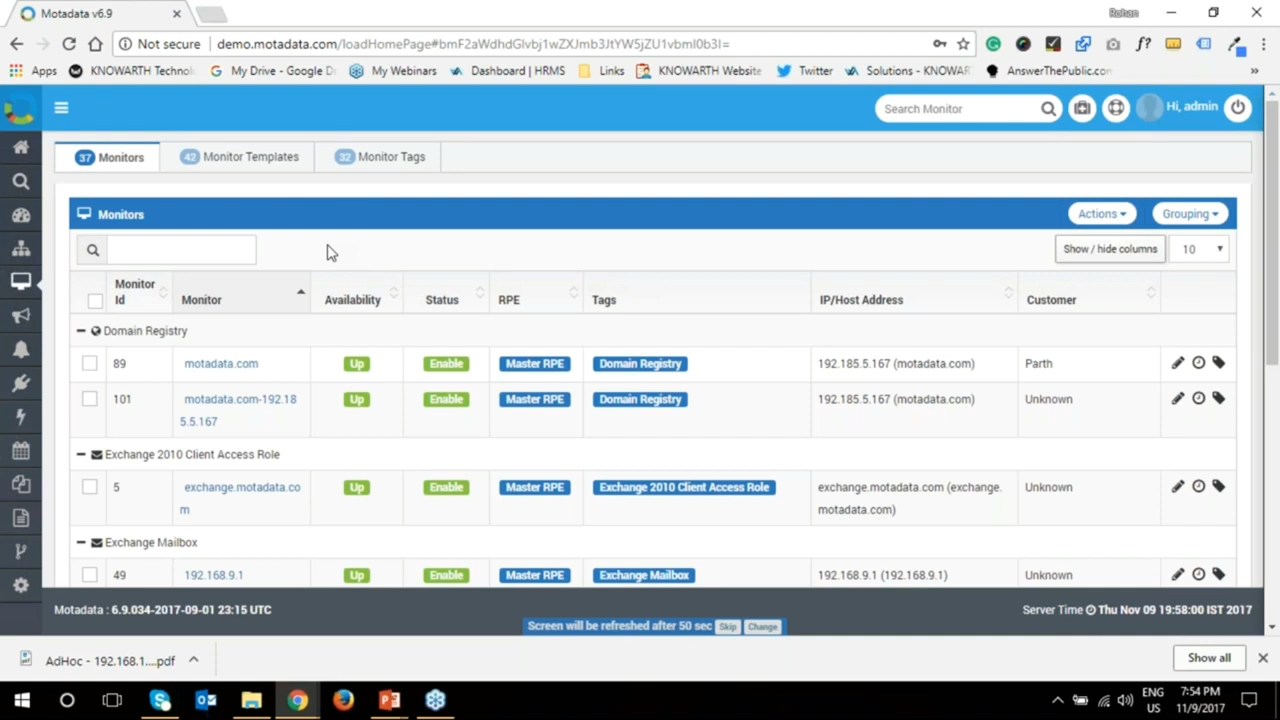 Motadata v6.9
Rohan
Not secure
demo.motadata.com/loadHomePage#bmF2aWdhdGlvbj1wZXJmb3JtYW5jZU1vbml0b3I=
Apps
KNOWARTH Technol
My Drive - Google D
My Webinars
Dashboard | HRMS
Links
KNOWARTH Website
Twitter
Solutions - KNOWAR
AnswerThePublic.com
Search Monitor
Hi, admin
37 Monitors
42 Monitor Templates
32 Monitor Tags
Monitors
Actions
Grouping
Show / hide columns
10
Monitor Id
Monitor
Availability
Status
RPE
Tags
IP/Host Address
Customer
Domain Registry
89
motadata.com
Up
Enable
Master RPE
Domain Registry
192.185.5.167 (motadata.com)
Parth
101
motadata.com-192.18
5.5.167
Up
Enable
Master RPE
Domain Registry
192.185.5.167 (motadata.com)
Unknown
Exchange 2010 Client Access Role
5
exchange.motadata.co
m
Up
Enable
Master RPE
Exchange 2010 Client Access Role
exchange.motadata.com (exchange.
motadata.com)
Unknown
Exchange Mailbox
49
192.168.9.1
Up
Enable
Master RPE
Exchange Mailbox
192.168.9.1 (192.168.9.1)
Unknown
Motadata : 6.9.034-2017-09-01 23:15 UTC
Server Time Thu Nov 09 19:58:00 IST 2017
Screen will be refreshed after 50 sec
Skip
Change
AdHoc - 192.168.1....pdf
Show all
ENG
US
7:54 PM
11/9/2017